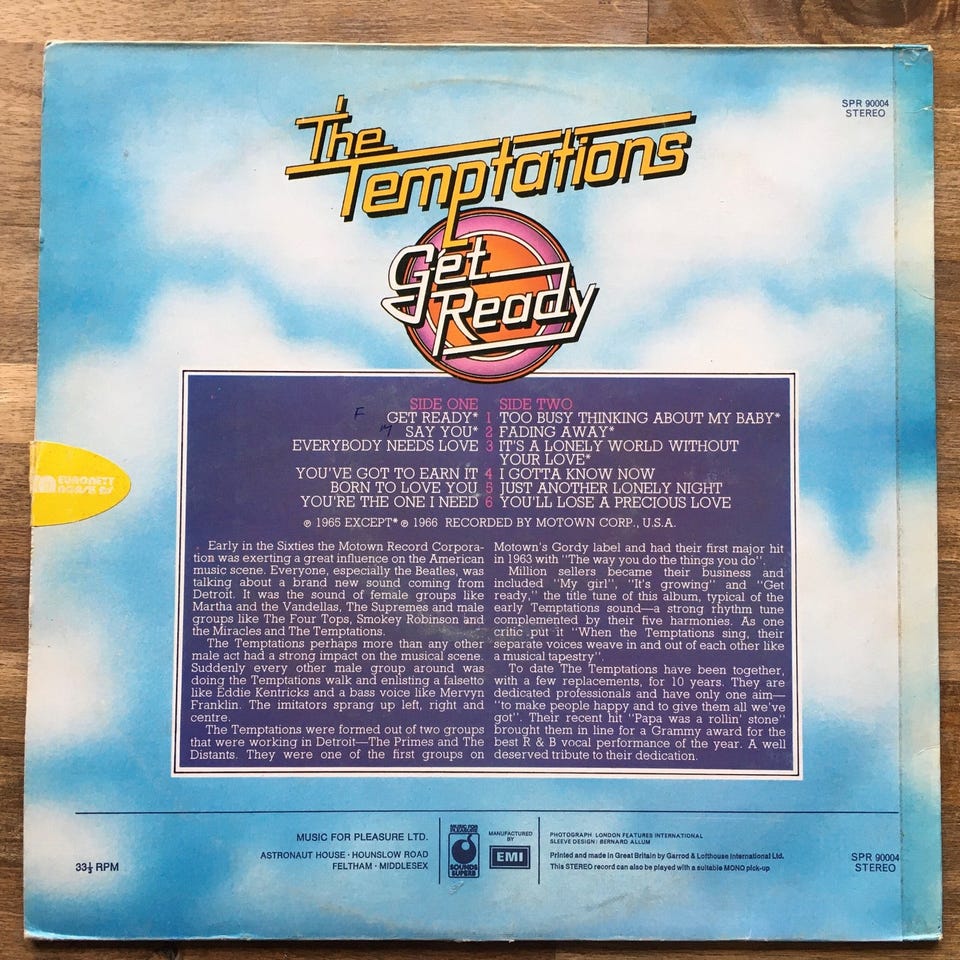 SPR 90004
STEREO
The
Temptations
Get
Ready
SIDE ONE
GET READY* 1
SAY YOU* 2
EVERYBODY NEEDS LOVE 3
YOU'VE GOT TO EARN IT 4
BORN TO LOVE YOU 5
YOU'RE THE ONE I NEED 6
SIDE TWO
TOO BUSY THINKING ABOUT MY BABY*
FADING AWAY*
IT'S A LONELY WORLD WITHOUT
YOUR LOVE*
I GOTTA KNOW NOW
JUST ANOTHER LONELY NIGHT
YOU'LL LOSE A PRECIOUS LOVE
F
℗ 1965 EXCEPT* ℗ 1966 RECORDED BY MOTOWN CORP., U.S.A.
Early in the Sixties the Motown Record Corpora-
tion was exerting a great influence on the American
music scene. Everyone, especially the Beatles, was
talking about a brand new sound coming from
Detroit. It was the sound of female groups like
Martha and the Vandellas, The Supremes and male
groups like The Four Tops, Smokey Robinson and
the Miracles and The Temptations.
The Temptations perhaps more than any other
male act had a strong impact on the musical scene.
Suddenly every other male group around was
doing the Temptations walk and enlisting a falsetto
like Eddie Kentricks and a bass voice like Mervyn
Franklin. The imitators sprang up left, right and
centre.
The Temptations were formed out of two groups
that were working in Detroit—The Primes and The
Distants. They were one of the first groups on
Motown's Gordy label and had their first major hit
in 1963 with "The way you do the things you do".
Million sellers became their business and
included "My girl", "It's growing" and "Get
ready," the title tune of this album, typical of the
early Temptations sound—a strong rhythm tune
complemented by their five harmonies. As one
critic put it "When the Temptations sing, their
separate voices weave in and out of each other like
a musical tapestry".
To date The Temptations have been together,
with a few replacements, for 10 years. They are
dedicated professionals and have only one aim—
"to make people happy and to give them all we've
got". Their recent hit "Papa was a rollin' stone"
brought them in line for a Grammy award for the
best R & B vocal performance of the year. A well
deserved tribute to their dedication.
EURONETT
NORSK
33⅓ RPM
MUSIC FOR PLEASURE LTD.
ASTRONAUT HOUSE · HOUNSLOW ROAD
FELTHAM · MIDDLESEX
MUSIC FOR
PLEASURE
SOUNDS
SUPERB
MANUFACTURED
BY
EMI
PHOTOGRAPH LONDON FEATURES INTERNATIONAL
SLEEVE DESIGN: BERNARD ALLUM
Printed and made in Great Britain by Garrod & Lofthouse International Ltd.
This STEREO record can also be played with a suitable MONO pick-up
SPR 90004
STEREO